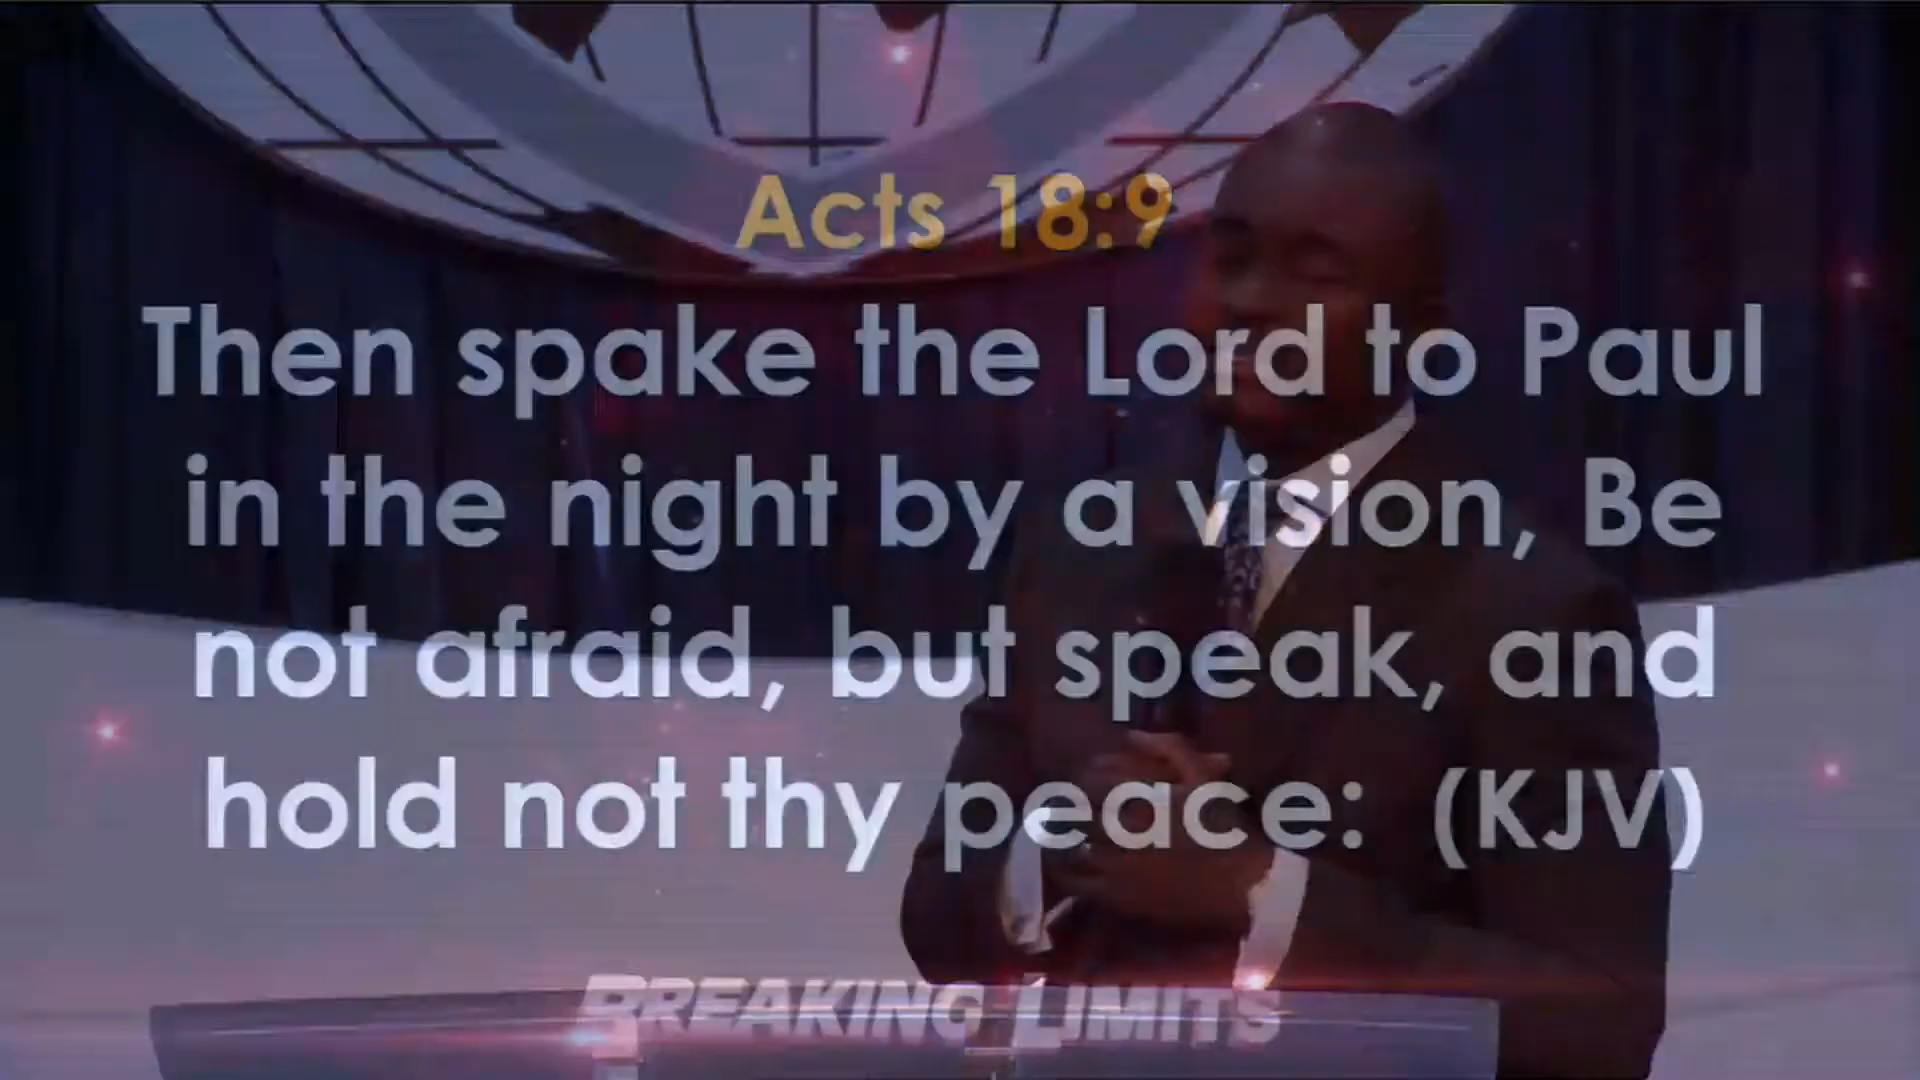 Acts 18:9
Then spake the Lord to Paul
in the night by a vision, Be
not afraid, but speak, and
hold not thy peace: (KJV)
BREAKING LIMITS